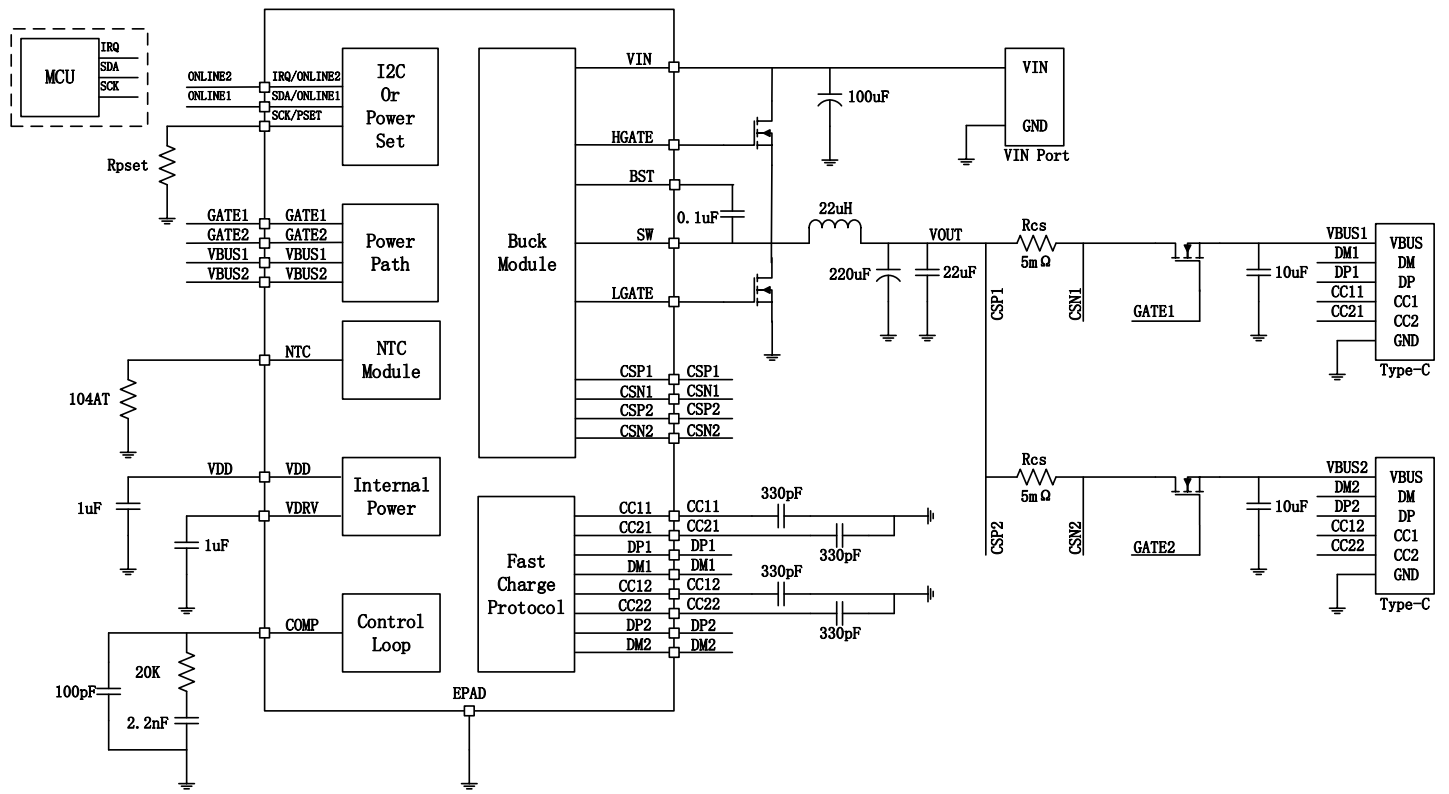 MCU
IRQ
SDA
SCK
ONLINE2
ONLINE1
IRQ/ONLINE2
SDA/ONLINE1
SCK/PSET
I2C
Or
Power
Set
Rpset
GATE1
GATE2
VBUS1
VBUS2
GATE1
GATE2
VBUS1
VBUS2
Power
Path
NTC
NTC
Module
104AT
VDD
VDD
1uF
VDRV
1uF
Internal
Power
COMP
Control
Loop
20K
100pF
2.2nF
EPAD
Buck
Module
VIN
HGATE
BST
SW
LGATE
CSP1
CSN1
CSP2
CSN2
CSP1
CSN1
CSP2
CSN2
Fast
Charge
Protocol
CC11
CC21
DP1
DM1
CC12
CC22
DP2
DM2
CC11
CC21
DP1
DM1
CC12
CC22
DP2
DM2
330pF
330pF
330pF
330pF
0.1uF
100uF
VIN
GND
VIN Port
22uH
VOUT
220uF
22uF
Rcs
5mΩ
CSP1
CSN1
GATE1
10uF
VBUS1
DM1
DP1
CC11
CC21
VBUS
DM
DP
CC1
CC2
GND
Type-C
Rcs
5mΩ
CSP2
CSN2
GATE2
10uF
VBUS2
DM2
DP2
CC12
CC22
VBUS
DM
DP
CC1
CC2
GND
Type-C